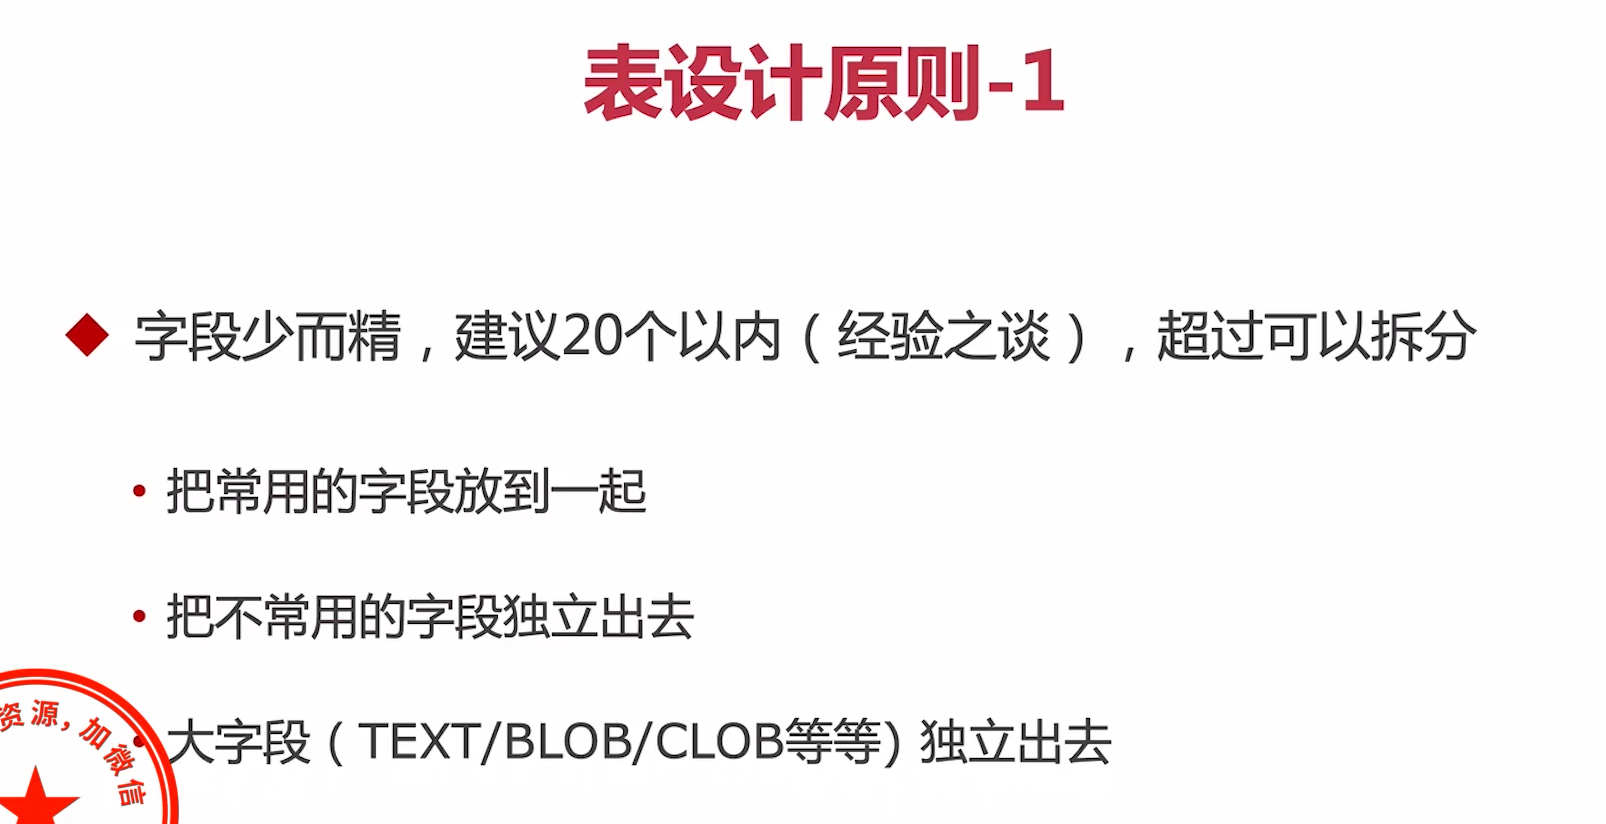 表设计原则-1
字段少而精，建议20个以内（经验之谈），超过可以拆分
把常用的字段放到一起
把不常用的字段独立出去
大字段（TEXT/BLOB/CLOB等等) 独立出去
资源，加微信